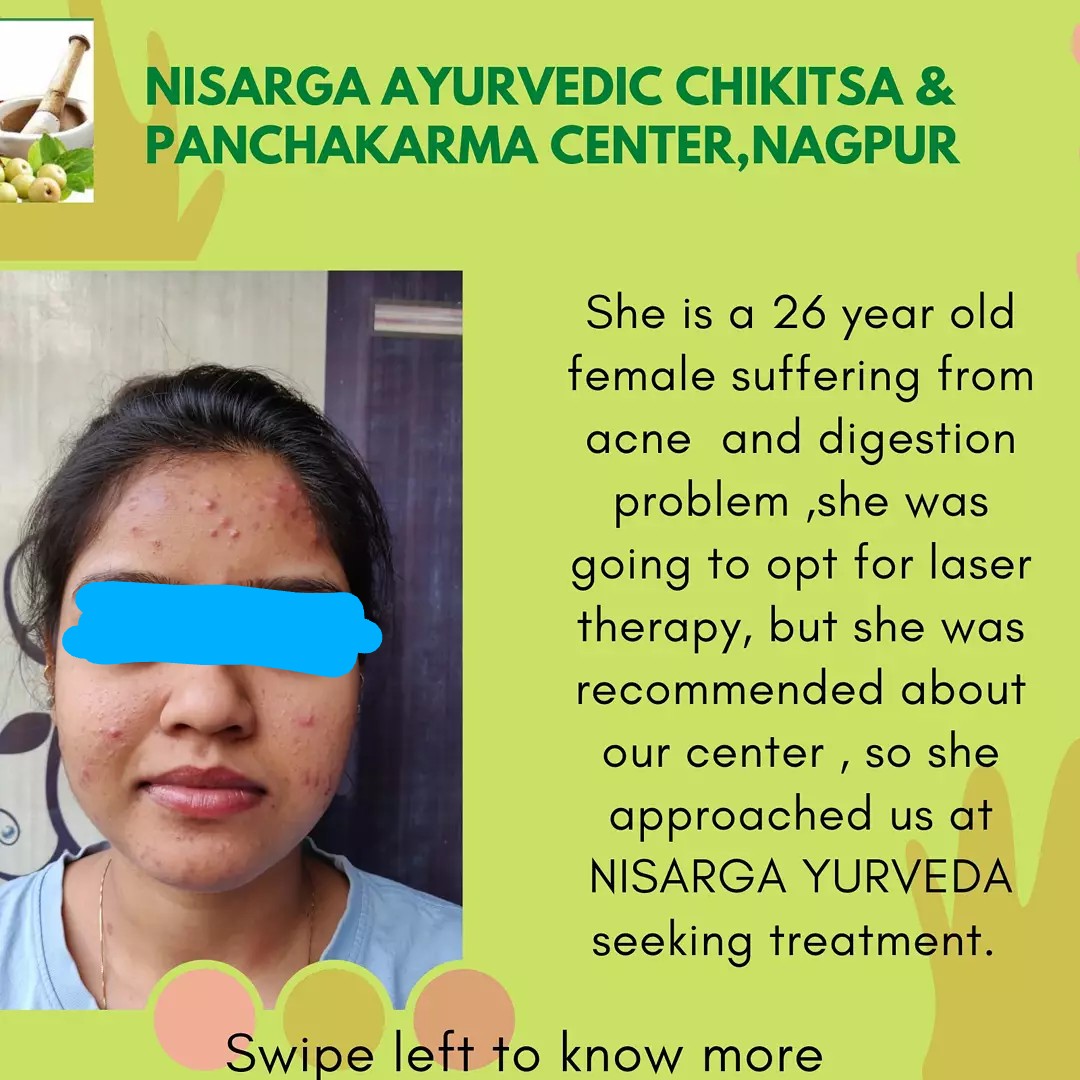 NISARGA AYURVEDIC CHIKITSA &
PANCHAKARMA CENTER,NAGPUR
She is a 26 year old
female suffering from
acne and digestion
problem ,she was
going to opt for laser
therapy, but she was
recommended about
our center , so she
approached us at
NISARGA YURVEDA
seeking treatment.
Swipe left to know more